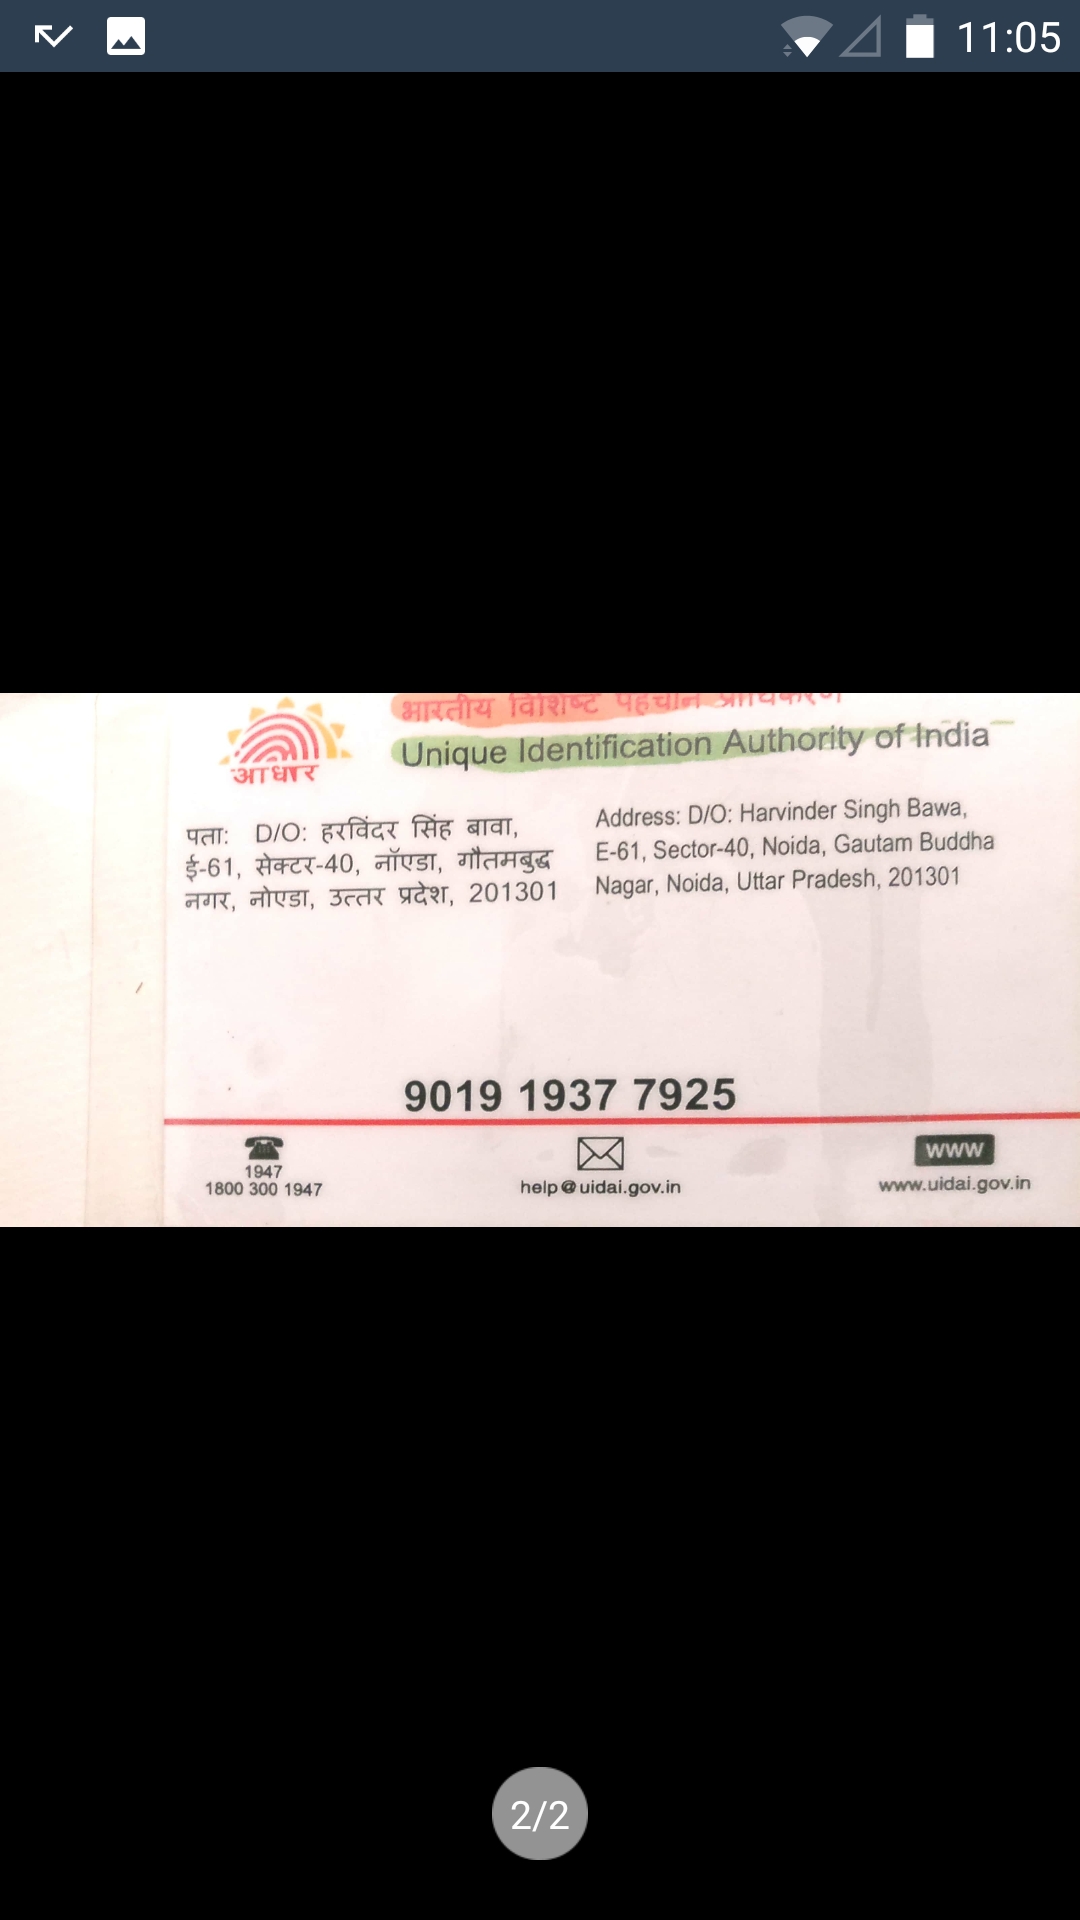 11:05
भारतीय विशिष्ट पहचान प्राधिकरण
Unique Identification Authority of India
आधार
पता: D/O: हरविंदर सिंह बावा,
ई-61, सेक्टर-40, नॉएडा, गौतमबुद्ध
नगर, नोएडा, उत्तर प्रदेश, 201301
Address: D/O: Harvinder Singh Bawa,
E-61, Sector-40, Noida, Gautam Buddha
Nagar, Noida, Uttar Pradesh, 201301
9019 1937 7925
1947
1800 300 1947
help@uidai.gov.in
WWW
www.uidai.gov.in
2/2